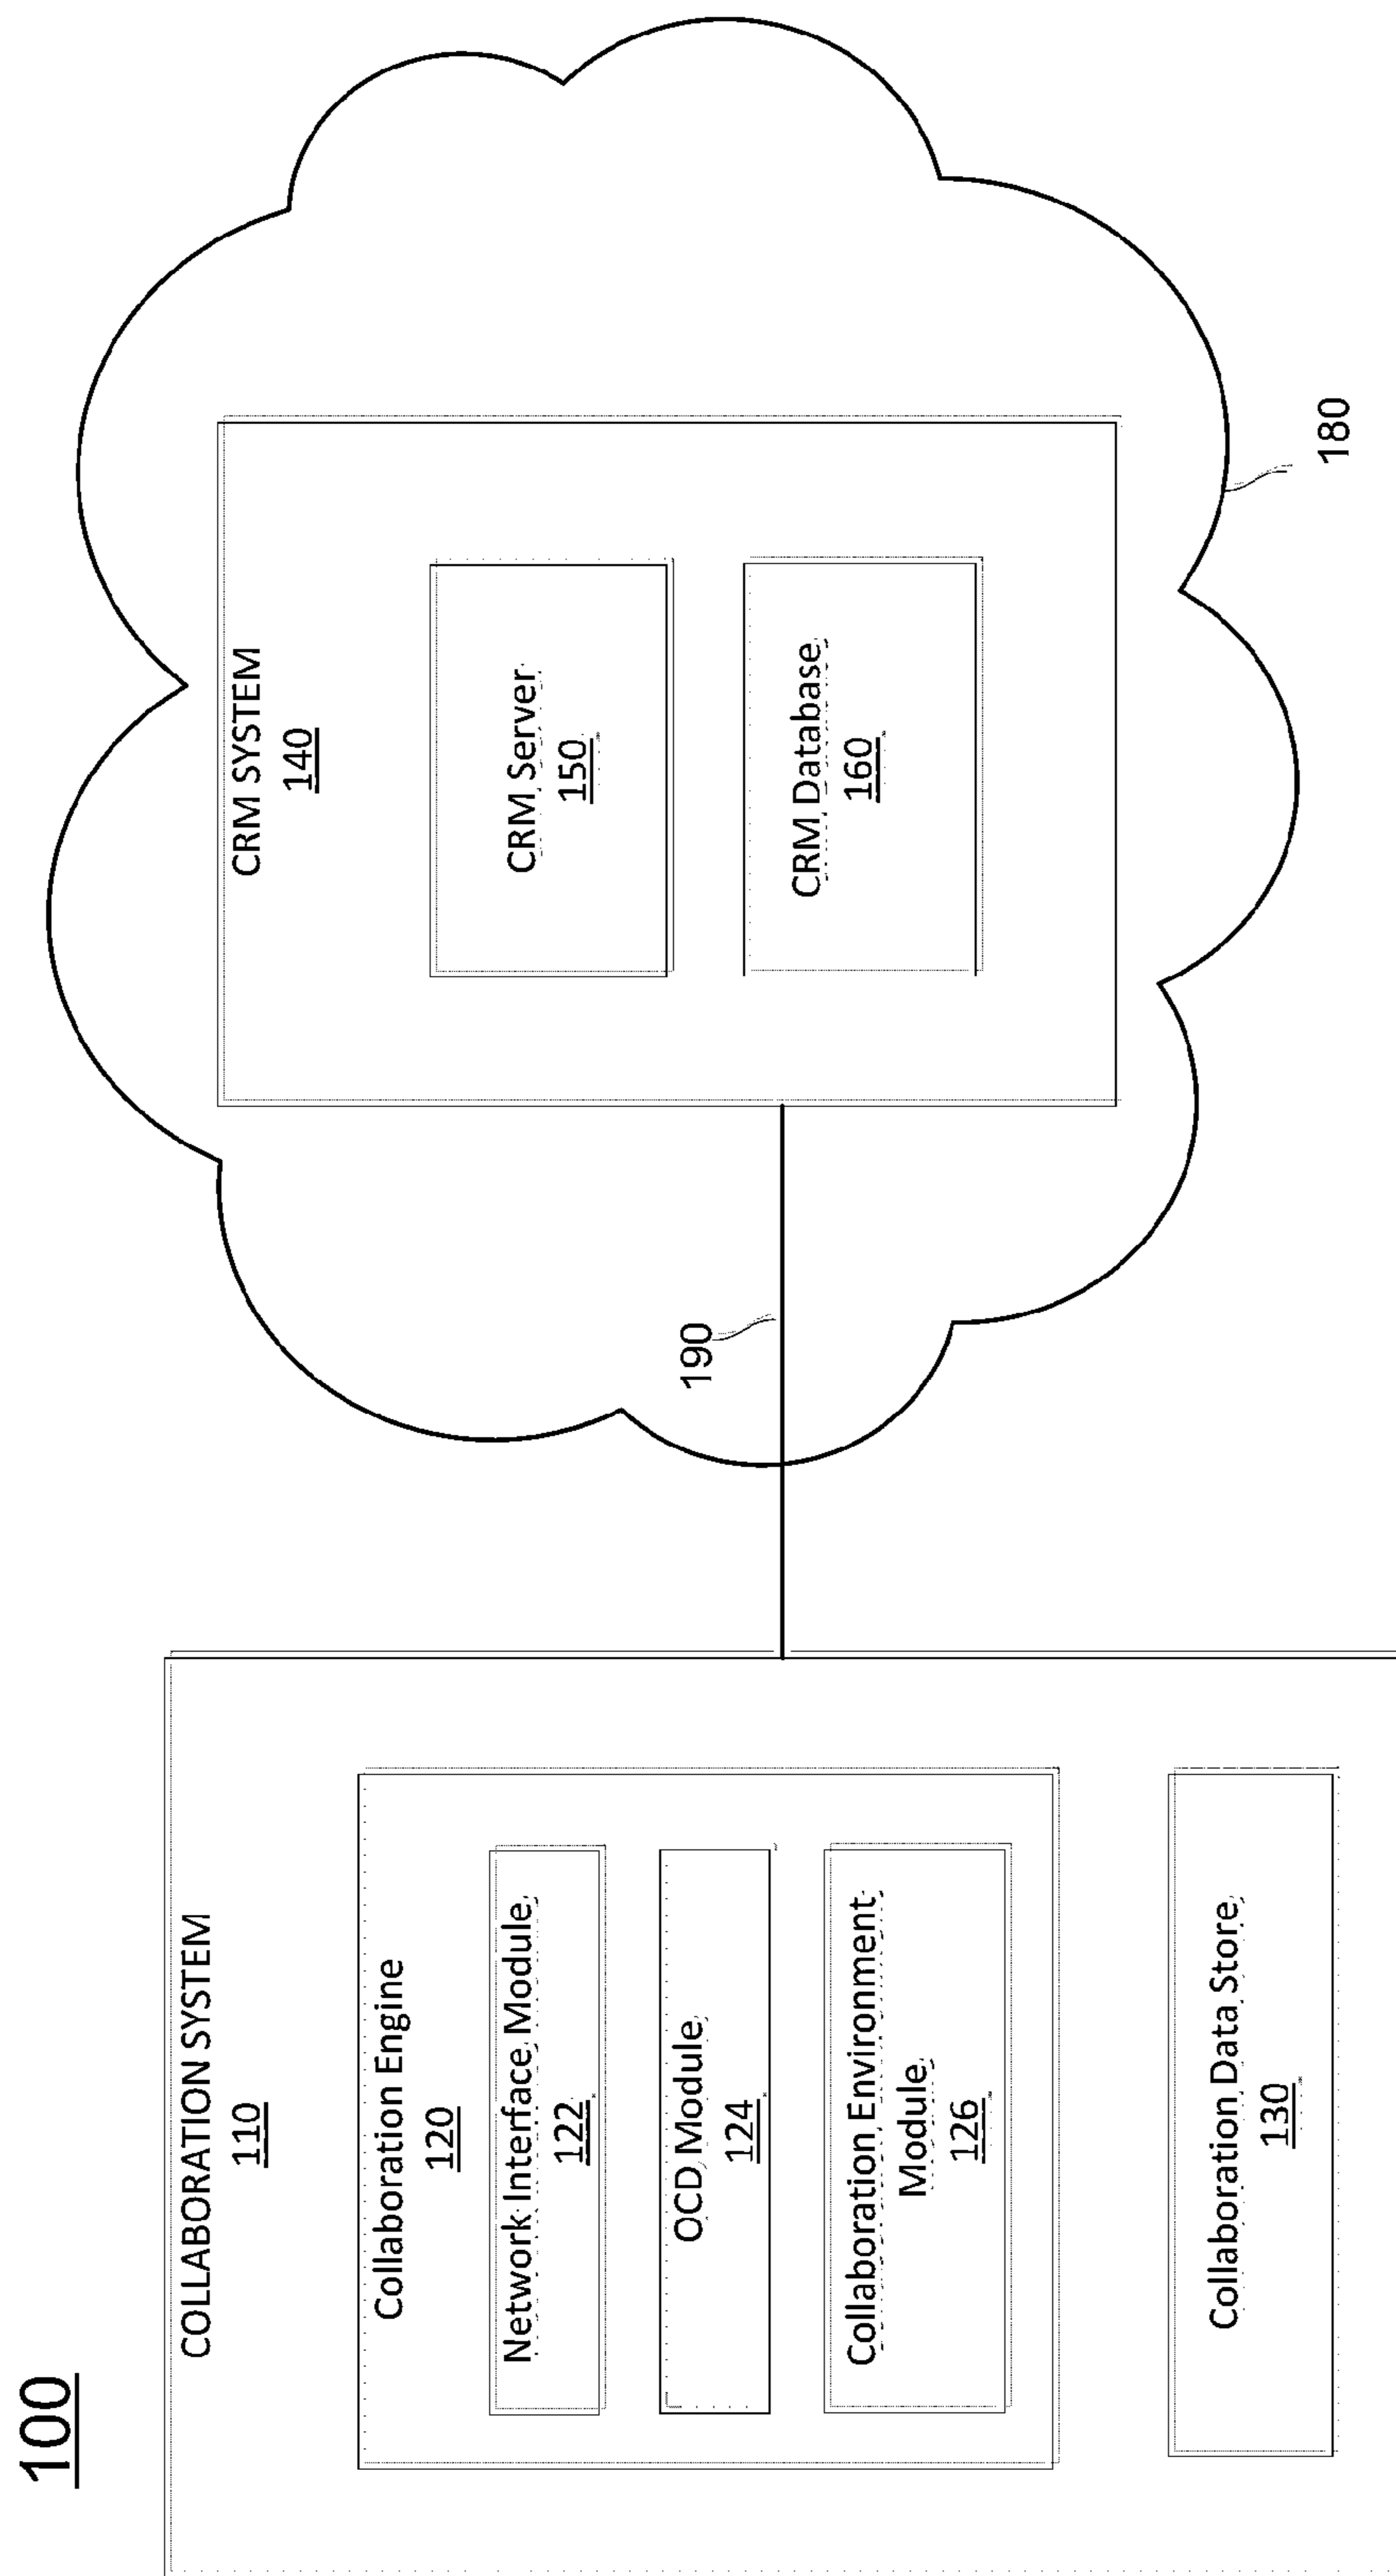 100
COLLABORATION SYSTEM
110
Collaboration Engine
120
Network Interface Module
122
OCD Module
124
Collaboration Environment
Module
126
Collaboration Data Store
130
190
CRM SYSTEM
140
CRM Server
150
CRM Database
160
180